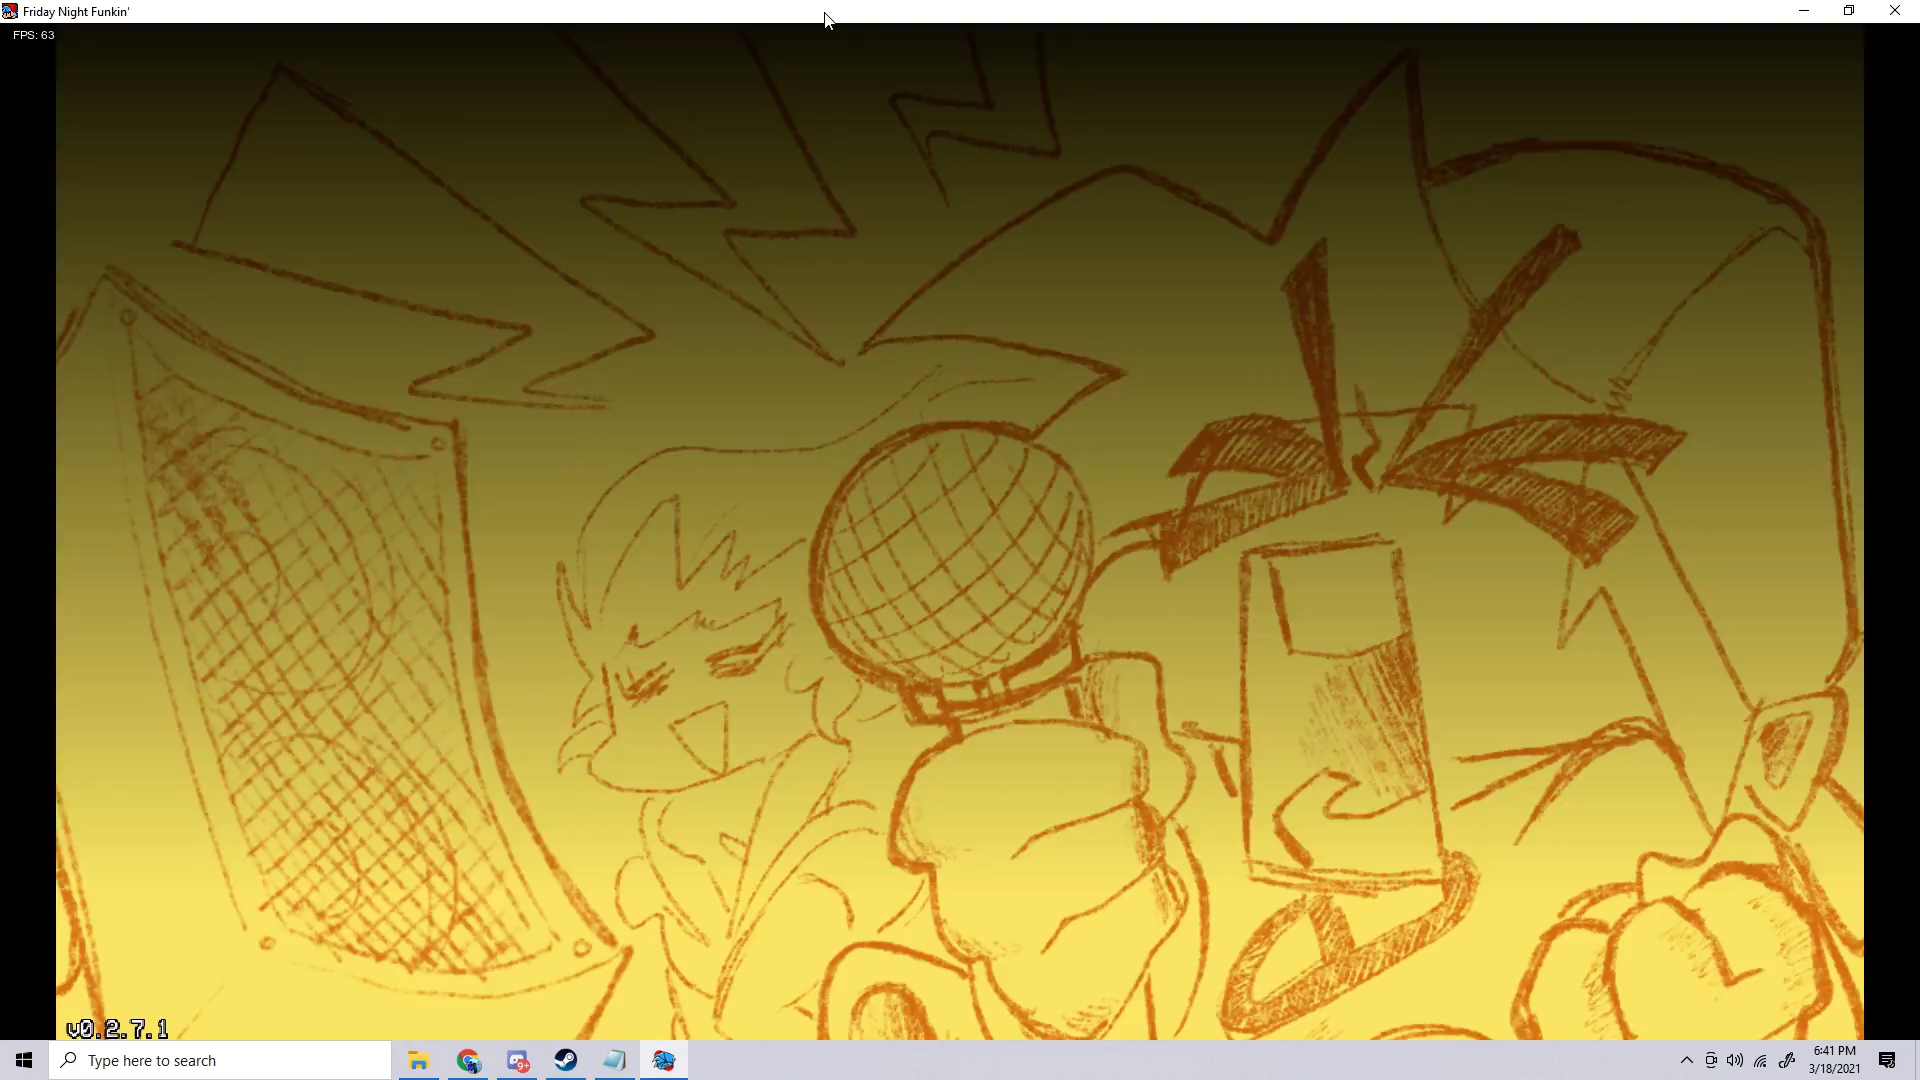 Friday Night Funkin'
FPS: 63
v0.2.7.1
Type here to search
9+
6:41 PM
3/18/2021